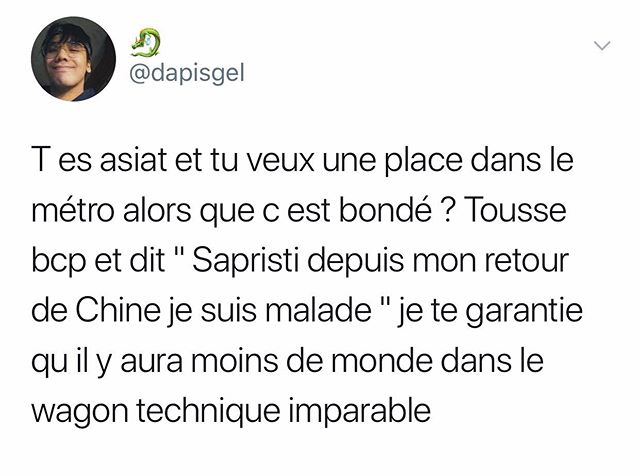 @dapisgel
T es asiat et tu veux une place dans le
métro alors que c est bondé ? Tousse
bcp et dit " Sapristi depuis mon retour
de Chine je suis malade " je te garantie
qu il y aura moins de monde dans le
wagon technique imparable